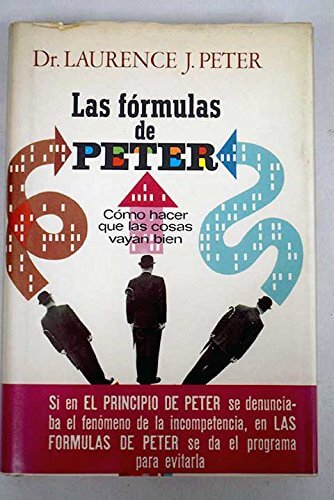 Dr. LAURENCE J. PETER
Las fórmulas
de
PETER
Cómo hacer
que las cosas
vayan bien
Si en EL PRINCIPIO DE PETER se denuncia-
ba el fenómeno de la incompetencia, en LAS
FORMULAS DE PETER se da el programa
para evitarla